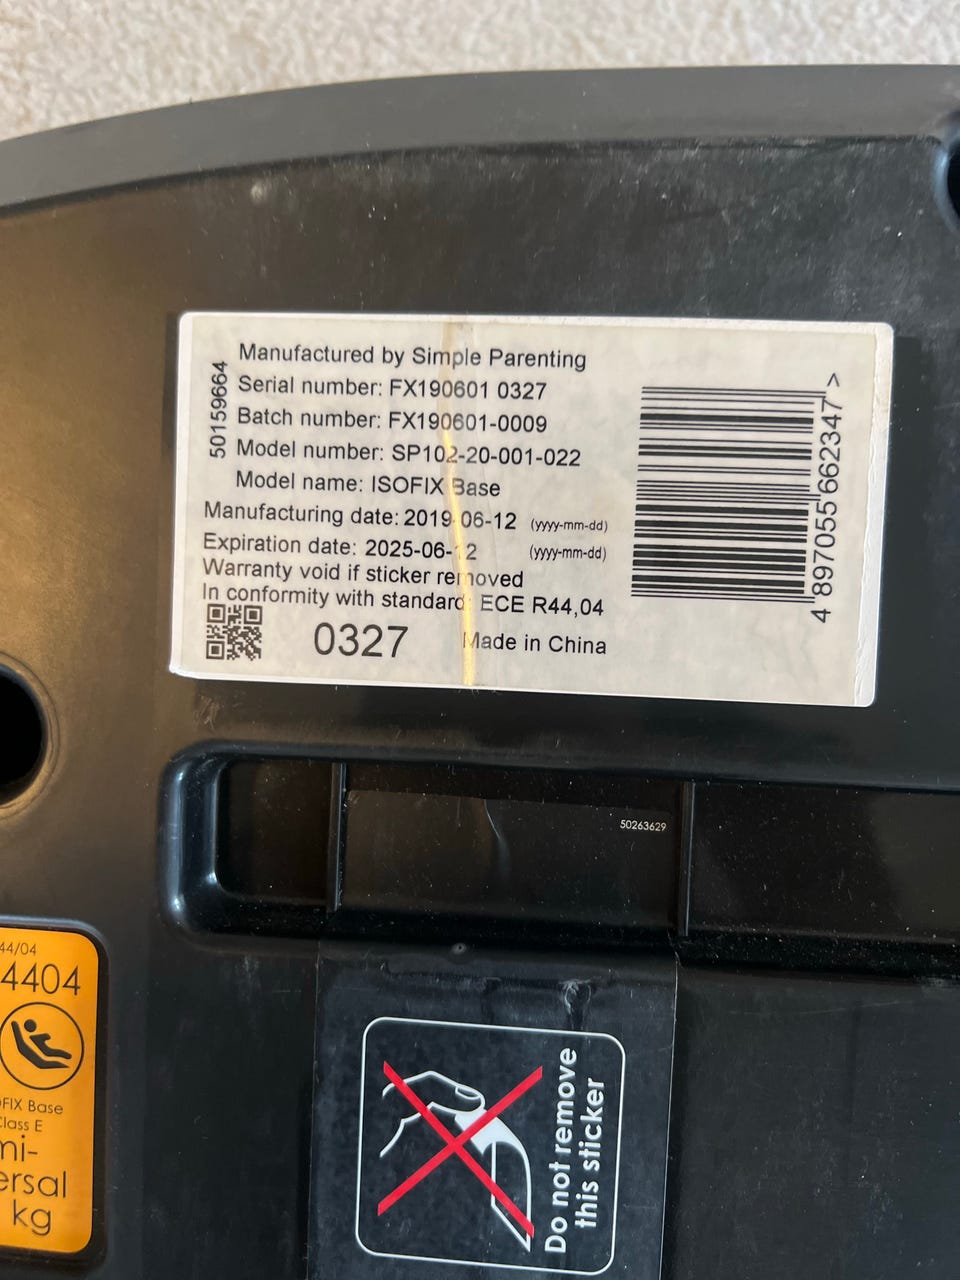 Manufactured by Simple Parenting
Serial number: FX190601 0327
Batch number: FX190601-0009
Model number: SP102-20-001-022
Model name: ISOFIX Base
Manufacturing date: 2019-06-12 (yyyy-mm-dd)
Expiration date: 2025-06-12 (yyyy-mm-dd)
Warranty void if sticker removed
In conformity with standard: ECE R44,04
0327 Made in China
50159664
4 897055 662347 >
50263629
44/04
4404
FIX Base
Class E
kg
Do not remove
this sticker